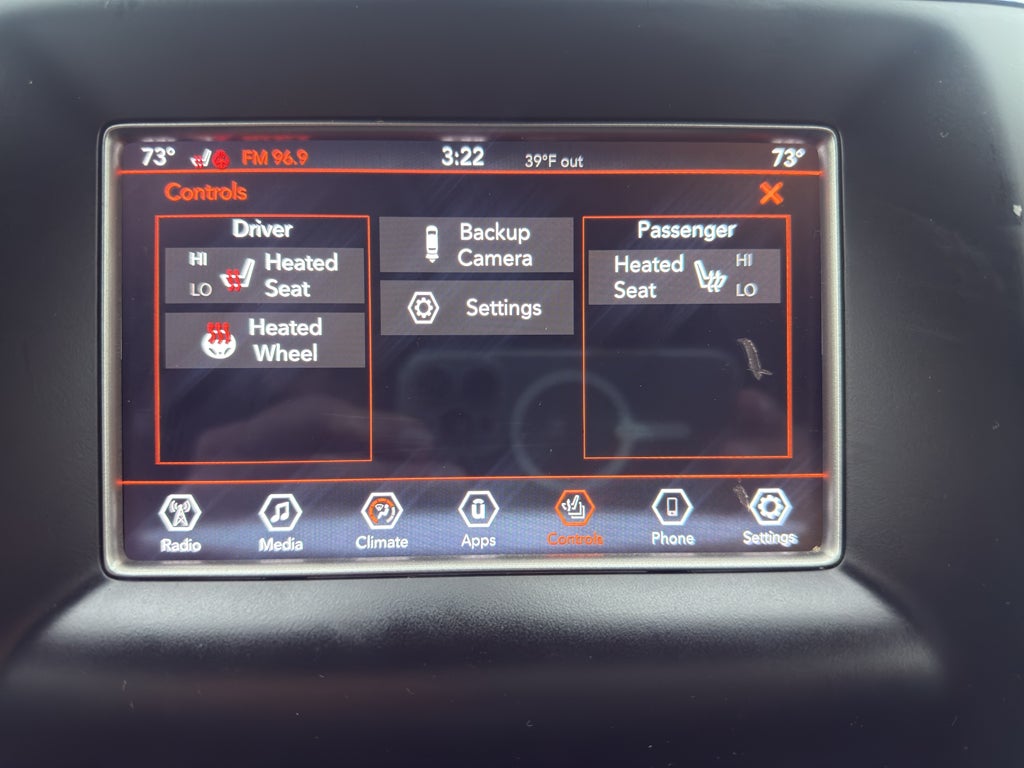 73° FM 96.9 3:22 39°F out 73°
Controls
Driver
HI
LO
Heated
Seat
Heated
Wheel
Backup
Camera
Settings
Passenger
Heated
Seat
HI
LO
Radio Media Climate Apps Controls Phone Settings